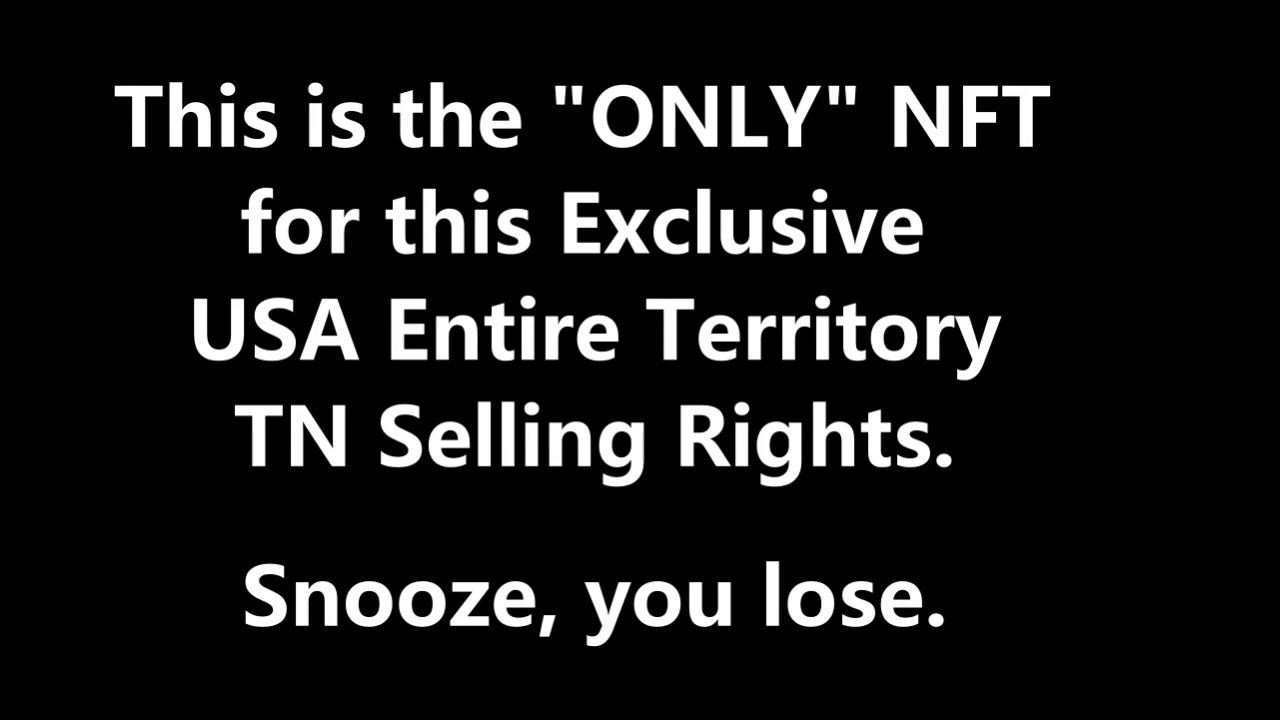 This is the "ONLY" NFT
for this Exclusive
USA Entire Territory
TN Selling Rights.
Snooze, you lose.